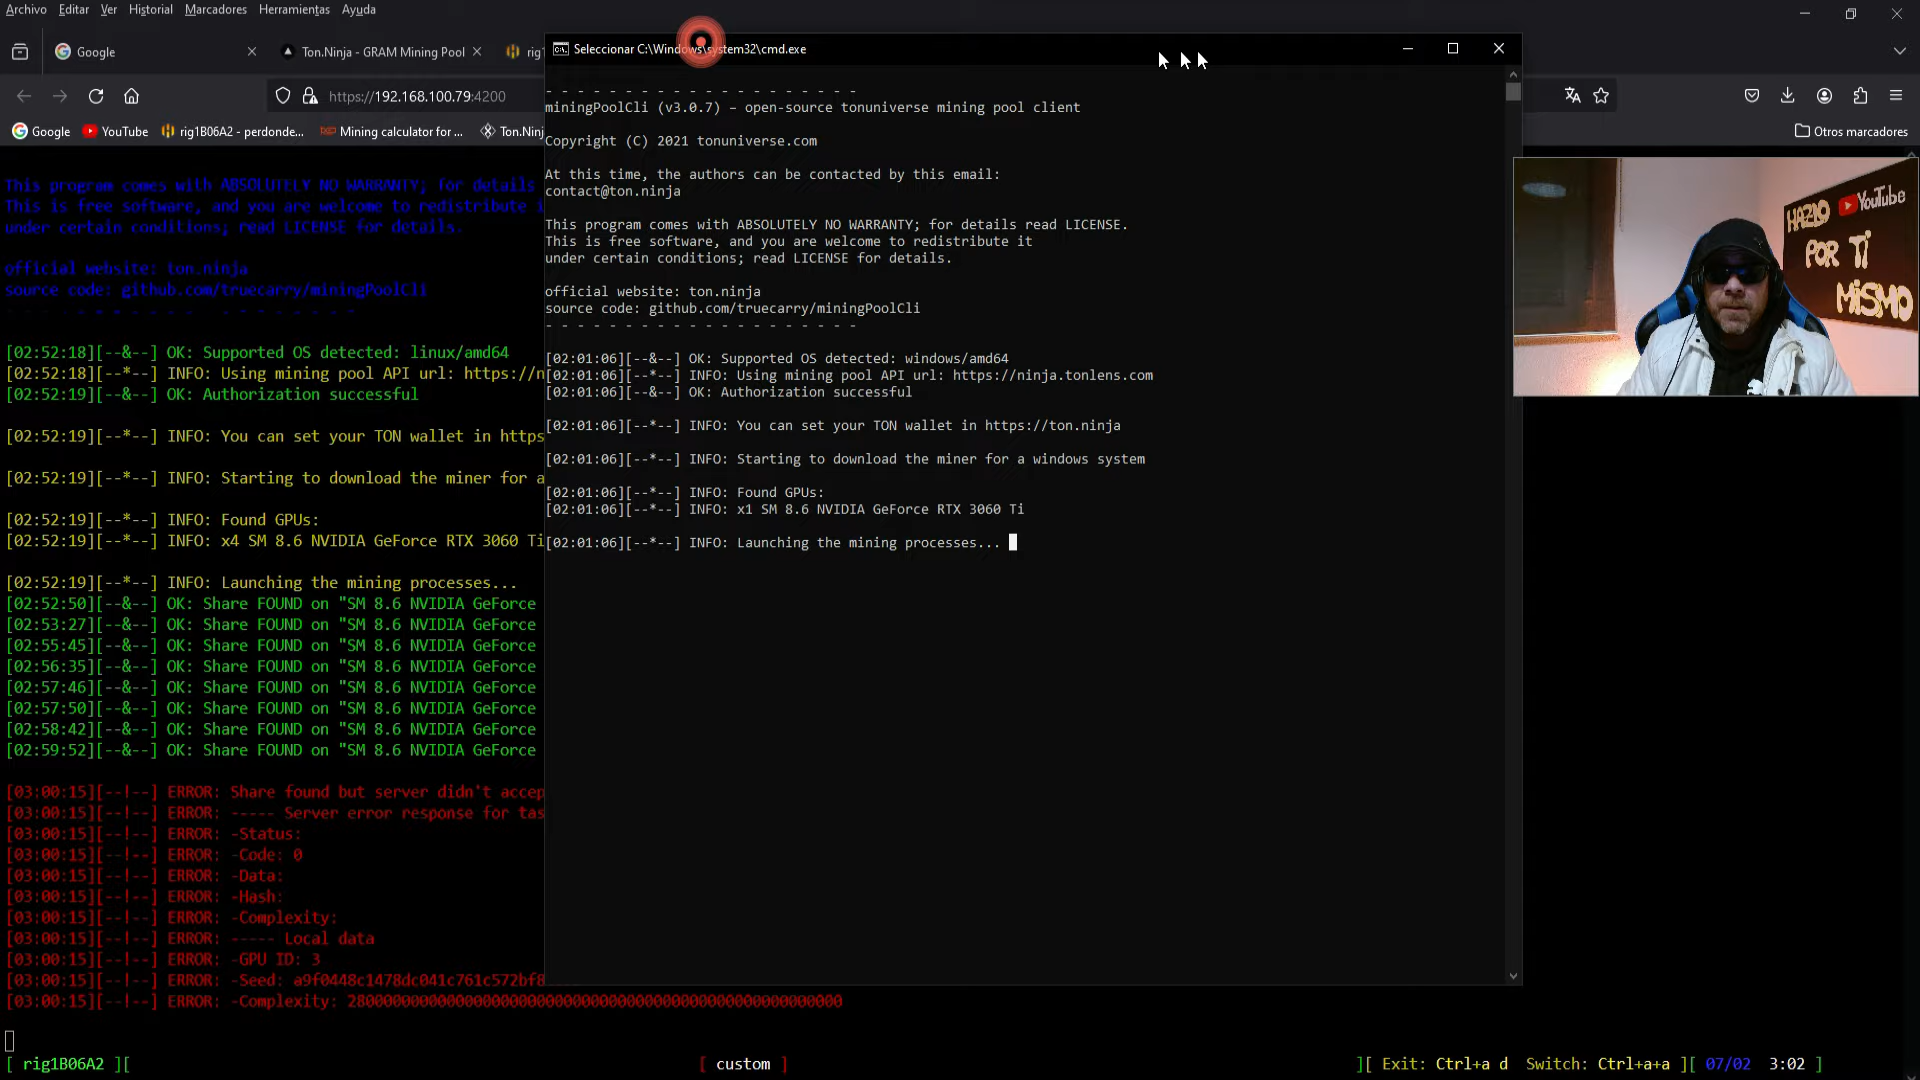 Archivo Editar Ver Historial Marcadores Herramientas Ayuda
Google
Ton.Ninja - GRAM Mining Pool
rig1
https://192.168.100.79:4200
Google
YouTube
rig1B06A2 - perdonde...
Mining calculator for ...
Ton.Ninj
Otros marcadores
This program comes with ABSOLUTELY NO WARRANTY; for details
This is free software, and you are welcome to redistribute i
under certain conditions; read LICENSE for details.
official website: ton.ninja
source code: github.com/truecarry/miningPoolCli
- - - - - - - - - - - - - - - - - - - -
[02:52:18][--&--] OK: Supported OS detected: linux/amd64
[02:52:18][--*--] INFO: Using mining pool API url: https://n
[02:52:19][--&--] OK: Authorization successful
[02:52:19][--*--] INFO: You can set your TON wallet in https
[02:52:19][--*--] INFO: Starting to download the miner for a
[02:52:19][--*--] INFO: Found GPUs:
[02:52:19][--*--] INFO: x4 SM 8.6 NVIDIA GeForce RTX 3060 Ti
[02:52:19][--*--] INFO: Launching the mining processes...
[02:52:50][--&--] OK: Share FOUND on "SM 8.6 NVIDIA GeForce
[02:53:27][--&--] OK: Share FOUND on "SM 8.6 NVIDIA GeForce
[02:55:45][--&--] OK: Share FOUND on "SM 8.6 NVIDIA GeForce
[02:56:35][--&--] OK: Share FOUND on "SM 8.6 NVIDIA GeForce
[02:57:46][--&--] OK: Share FOUND on "SM 8.6 NVIDIA GeForce
[02:57:50][--&--] OK: Share FOUND on "SM 8.6 NVIDIA GeForce
[02:58:42][--&--] OK: Share FOUND on "SM 8.6 NVIDIA GeForce
[02:59:52][--&--] OK: Share FOUND on "SM 8.6 NVIDIA GeForce
[03:00:15][--!--] ERROR: Share found but server didn't accep
[03:00:15][--!--] ERROR: ----- Server error response for tas
[03:00:15][--!--] ERROR: -Status:
[03:00:15][--!--] ERROR: -Code: 0
[03:00:15][--!--] ERROR: -Data:
[03:00:15][--!--] ERROR: -Hash:
[03:00:15][--!--] ERROR: -Complexity:
[03:00:15][--!--] ERROR: ----- Local data
[03:00:15][--!--] ERROR: -GPU ID: 3
[03:00:15][--!--] ERROR: -Seed: a9f0448c1478dc041c761c572bf8
[03:00:15][--!--] ERROR: -Complexity:
[ rig1B06A2 ][
[ custom ]
][ Exit: Ctrl+a d Switch: Ctrl+a+a ][ 07/02 3:02 ]
Seleccionar C:\Windows\system32\cmd.exe
- - - - - - - - - - - - - - - - - - - -
miningPoolCli (v3.0.7) – open-source tonuniverse mining pool client
Copyright (C) 2021 tonuniverse.com
At this time, the authors can be contacted by this email:
contact@ton.ninja
This program comes with ABSOLUTELY NO WARRANTY; for details read LICENSE.
This is free software, and you are welcome to redistribute it
under certain conditions; read LICENSE for details.
official website: ton.ninja
source code: github.com/truecarry/miningPoolCli
- - - - - - - - - - - - - - - - - - - -
[02:01:06][--&--] OK: Supported OS detected: windows/amd64
[02:01:06][--*--] INFO: Using mining pool API url: https://ninja.tonlens.com
[02:01:06][--&--] OK: Authorization successful
[02:01:06][--*--] INFO: You can set your TON wallet in https://ton.ninja
[02:01:06][--*--] INFO: Starting to download the miner for a windows system
[02:01:06][--*--] INFO: Found GPUs:
[02:01:06][--*--] INFO: x1 SM 8.6 NVIDIA GeForce RTX 3060 Ti
[02:01:06][--*--] INFO: Launching the mining processes...
YouTube
HAZLO
POR TI
MISMO